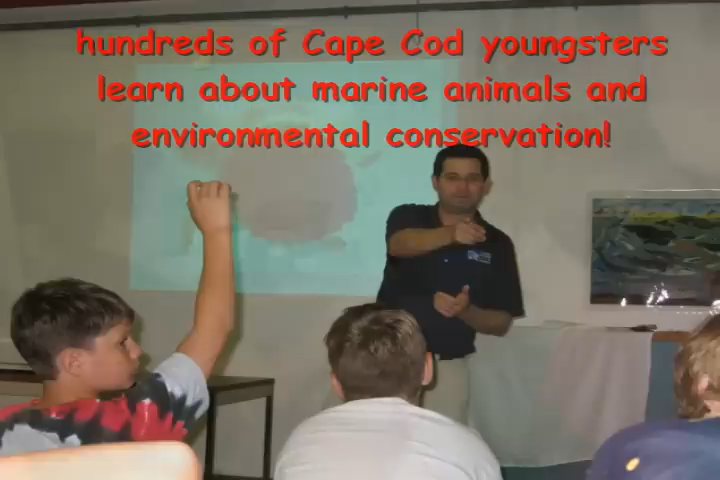 hundreds of Cape Cod youngsters
learn about marine animals and
environmental conservation!